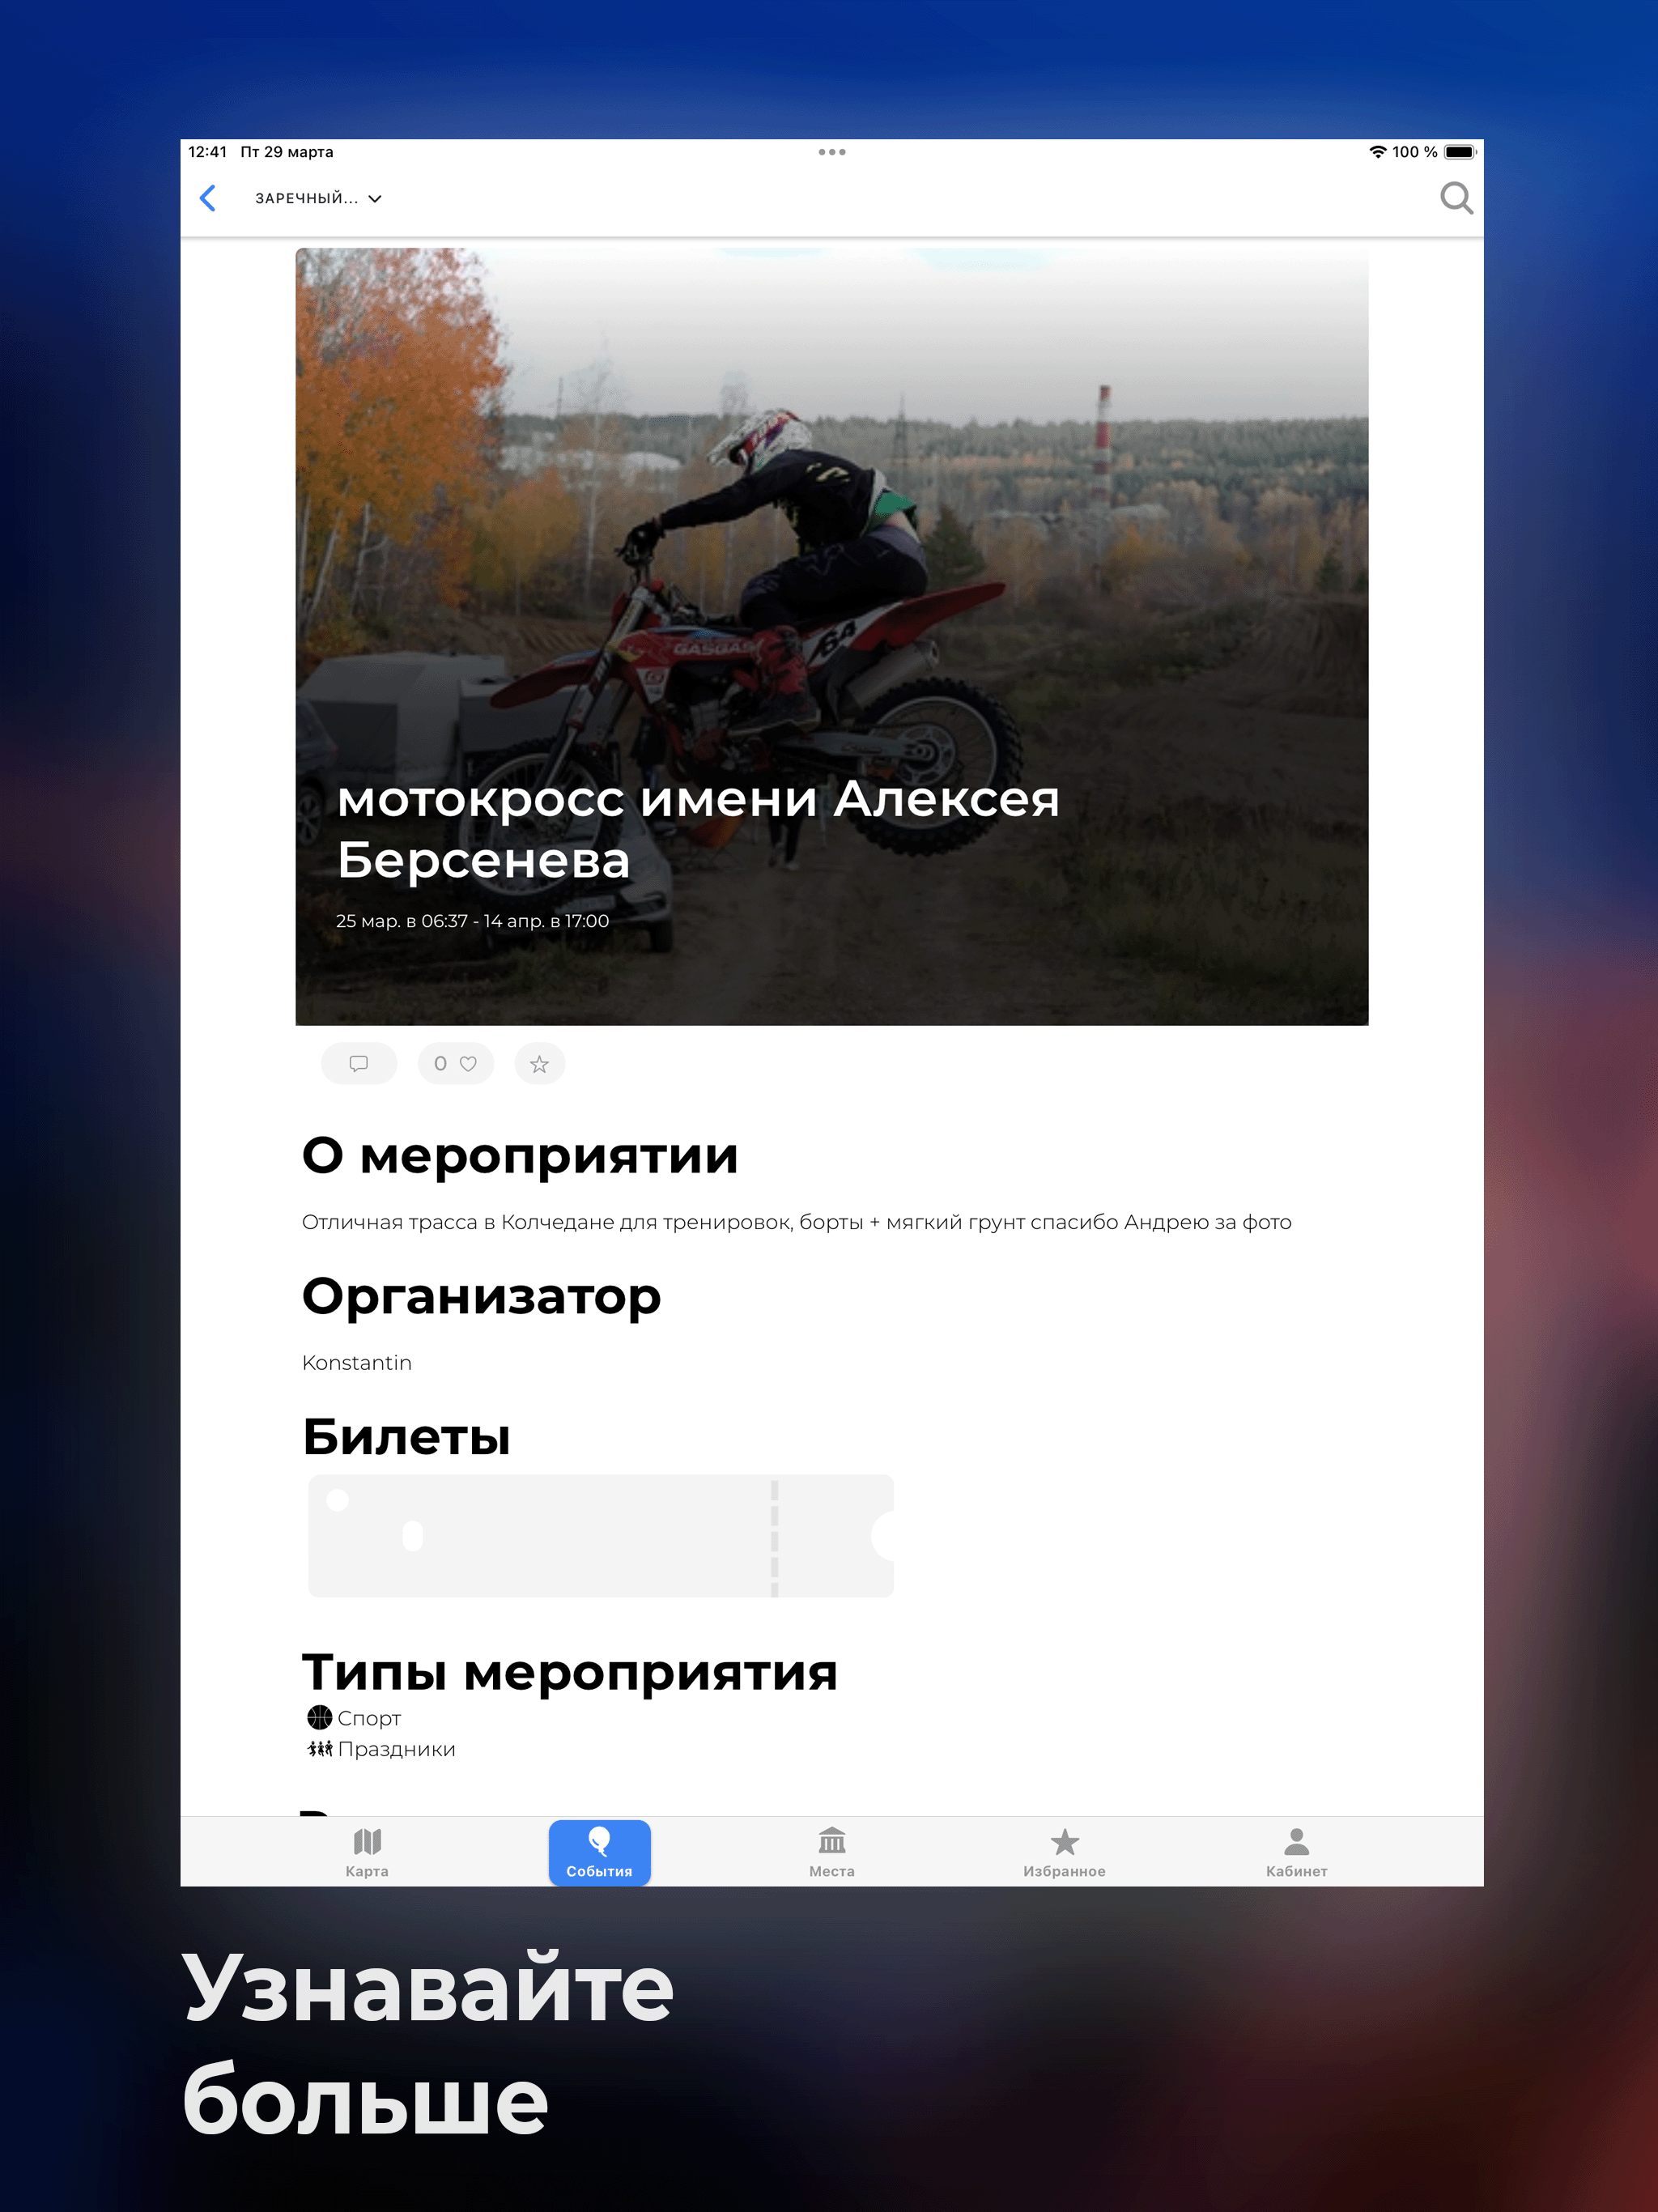 12:41 Пт 29 марта
100 %
ЗАРЕЧНЫЙ...
GASGAS
64
мотокросс имени Алексея
Берсенева
25 мар. в 06:37 - 14 апр. в 17:00
0
О мероприятии
Отличная трасса в Колчедане для тренировок, борты + мягкий грунт спасибо Андрею за фото
Организатор
Konstantin
Билеты
Типы мероприятия
Спорт
Праздники
Карта
События
Места
Избранное
Кабинет
Узнавайте
больше